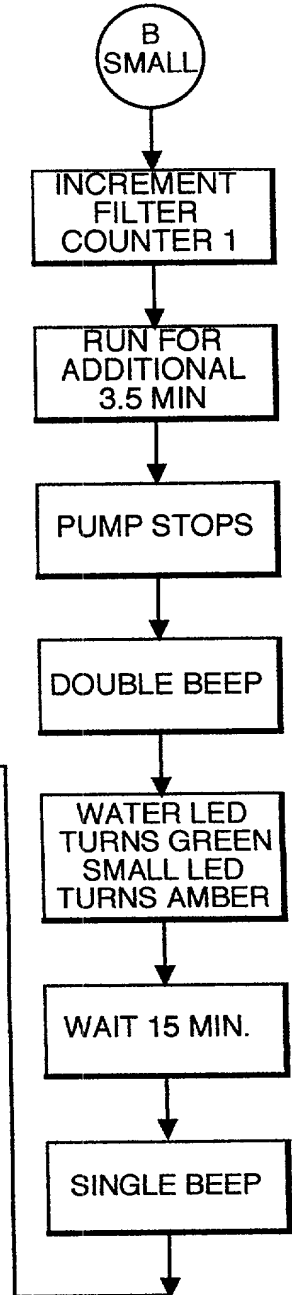 B
SMALL
INCREMENT
FILTER
COUNTER 1
RUN FOR
ADDITIONAL
3.5 MIN
PUMP STOPS
DOUBLE BEEP
WATER LED
TURNS GREEN
SMALL LED
TURNS AMBER
WAIT 15 MIN.
SINGLE BEEP